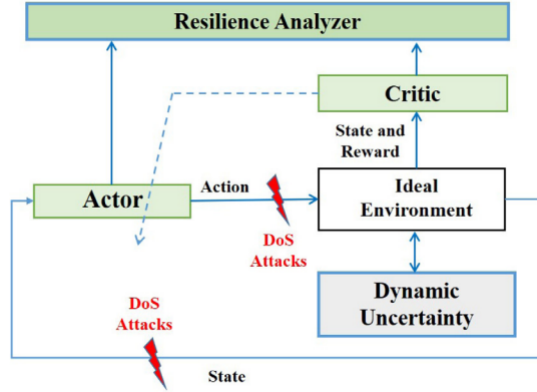 Resilience Analyzer
Critic
State and
Reward
Actor
Action
Ideal
Environment
DoS
Attacks
Dynamic
Uncertainty
DoS
Attacks
State